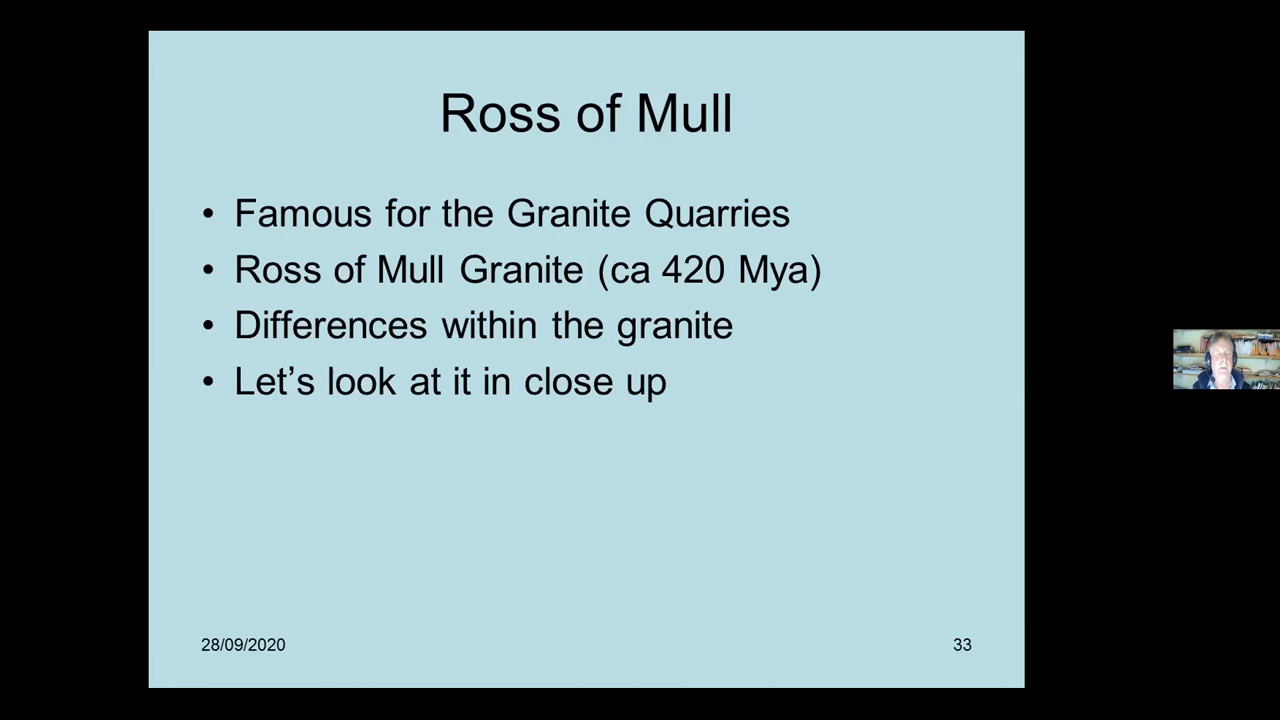 Ross of Mull
• Famous for the Granite Quarries
• Ross of Mull Granite (ca 420 Mya)
• Differences within the granite
• Let’s look at it in close up
28/09/2020
33